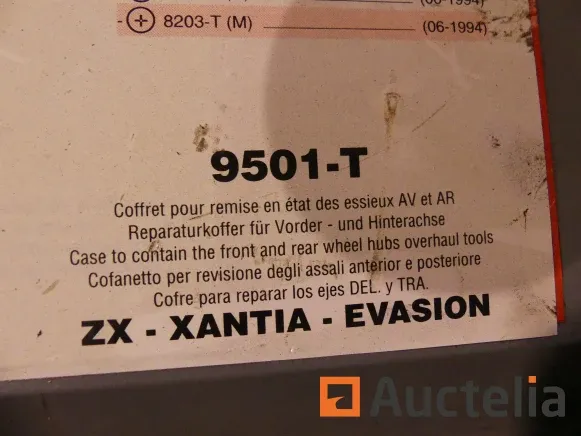 (06-1994)
- 8203-T (M) (06-1994)
9501-T
Coffret pour remise en état des essieux AV et AR
Reparaturkoffer für Vorder - und Hinterachse
Case to contain the front and rear wheel hubs overhaul tools
Cofanetto per revisione degli assali anterior e posteriore
Cofre para reparar los ejes DEL. y TRA.
ZX - XANTIA - EVASION
Auctelia